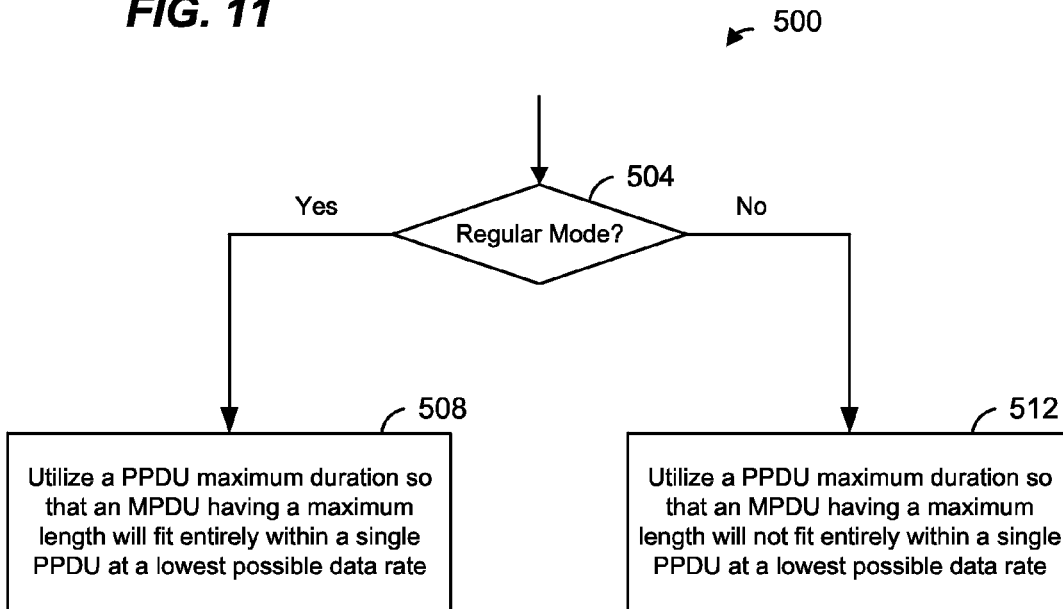 FIG. 11
500
504
Yes
No
Regular Mode?
508
512
Utilize a PPDU maximum duration so
that an MPDU having a maximum
length will fit entirely within a single
PPDU at a lowest possible data rate
Utilize a PPDU maximum duration so
that an MPDU having a maximum
length will not fit entirely within a single
PPDU at a lowest possible data rate